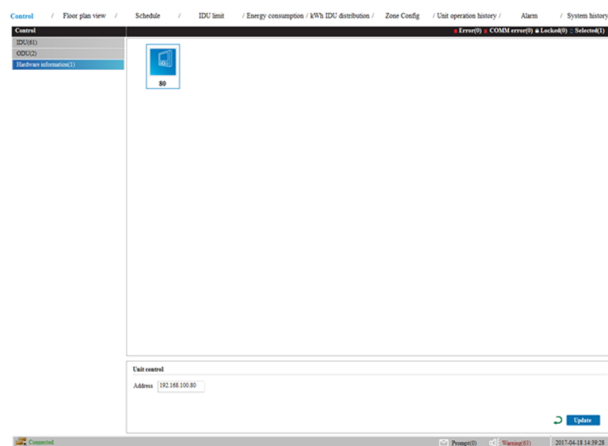 Control / Floor plan view / Schedule / IDU limit / Energy consumption / kWh IDU distribution / Zone Config / Unit operation history / Alarm / System history
Control
Error(0) COMM error(0) Locked(0) Selected(1)
IDU(61)
ODU(2)
Hardware information(1)
80
Unit control
Address 192.168.100.80
Update
Connected
Prompt(0) Warning(61) 2017-04-18 14:59:28